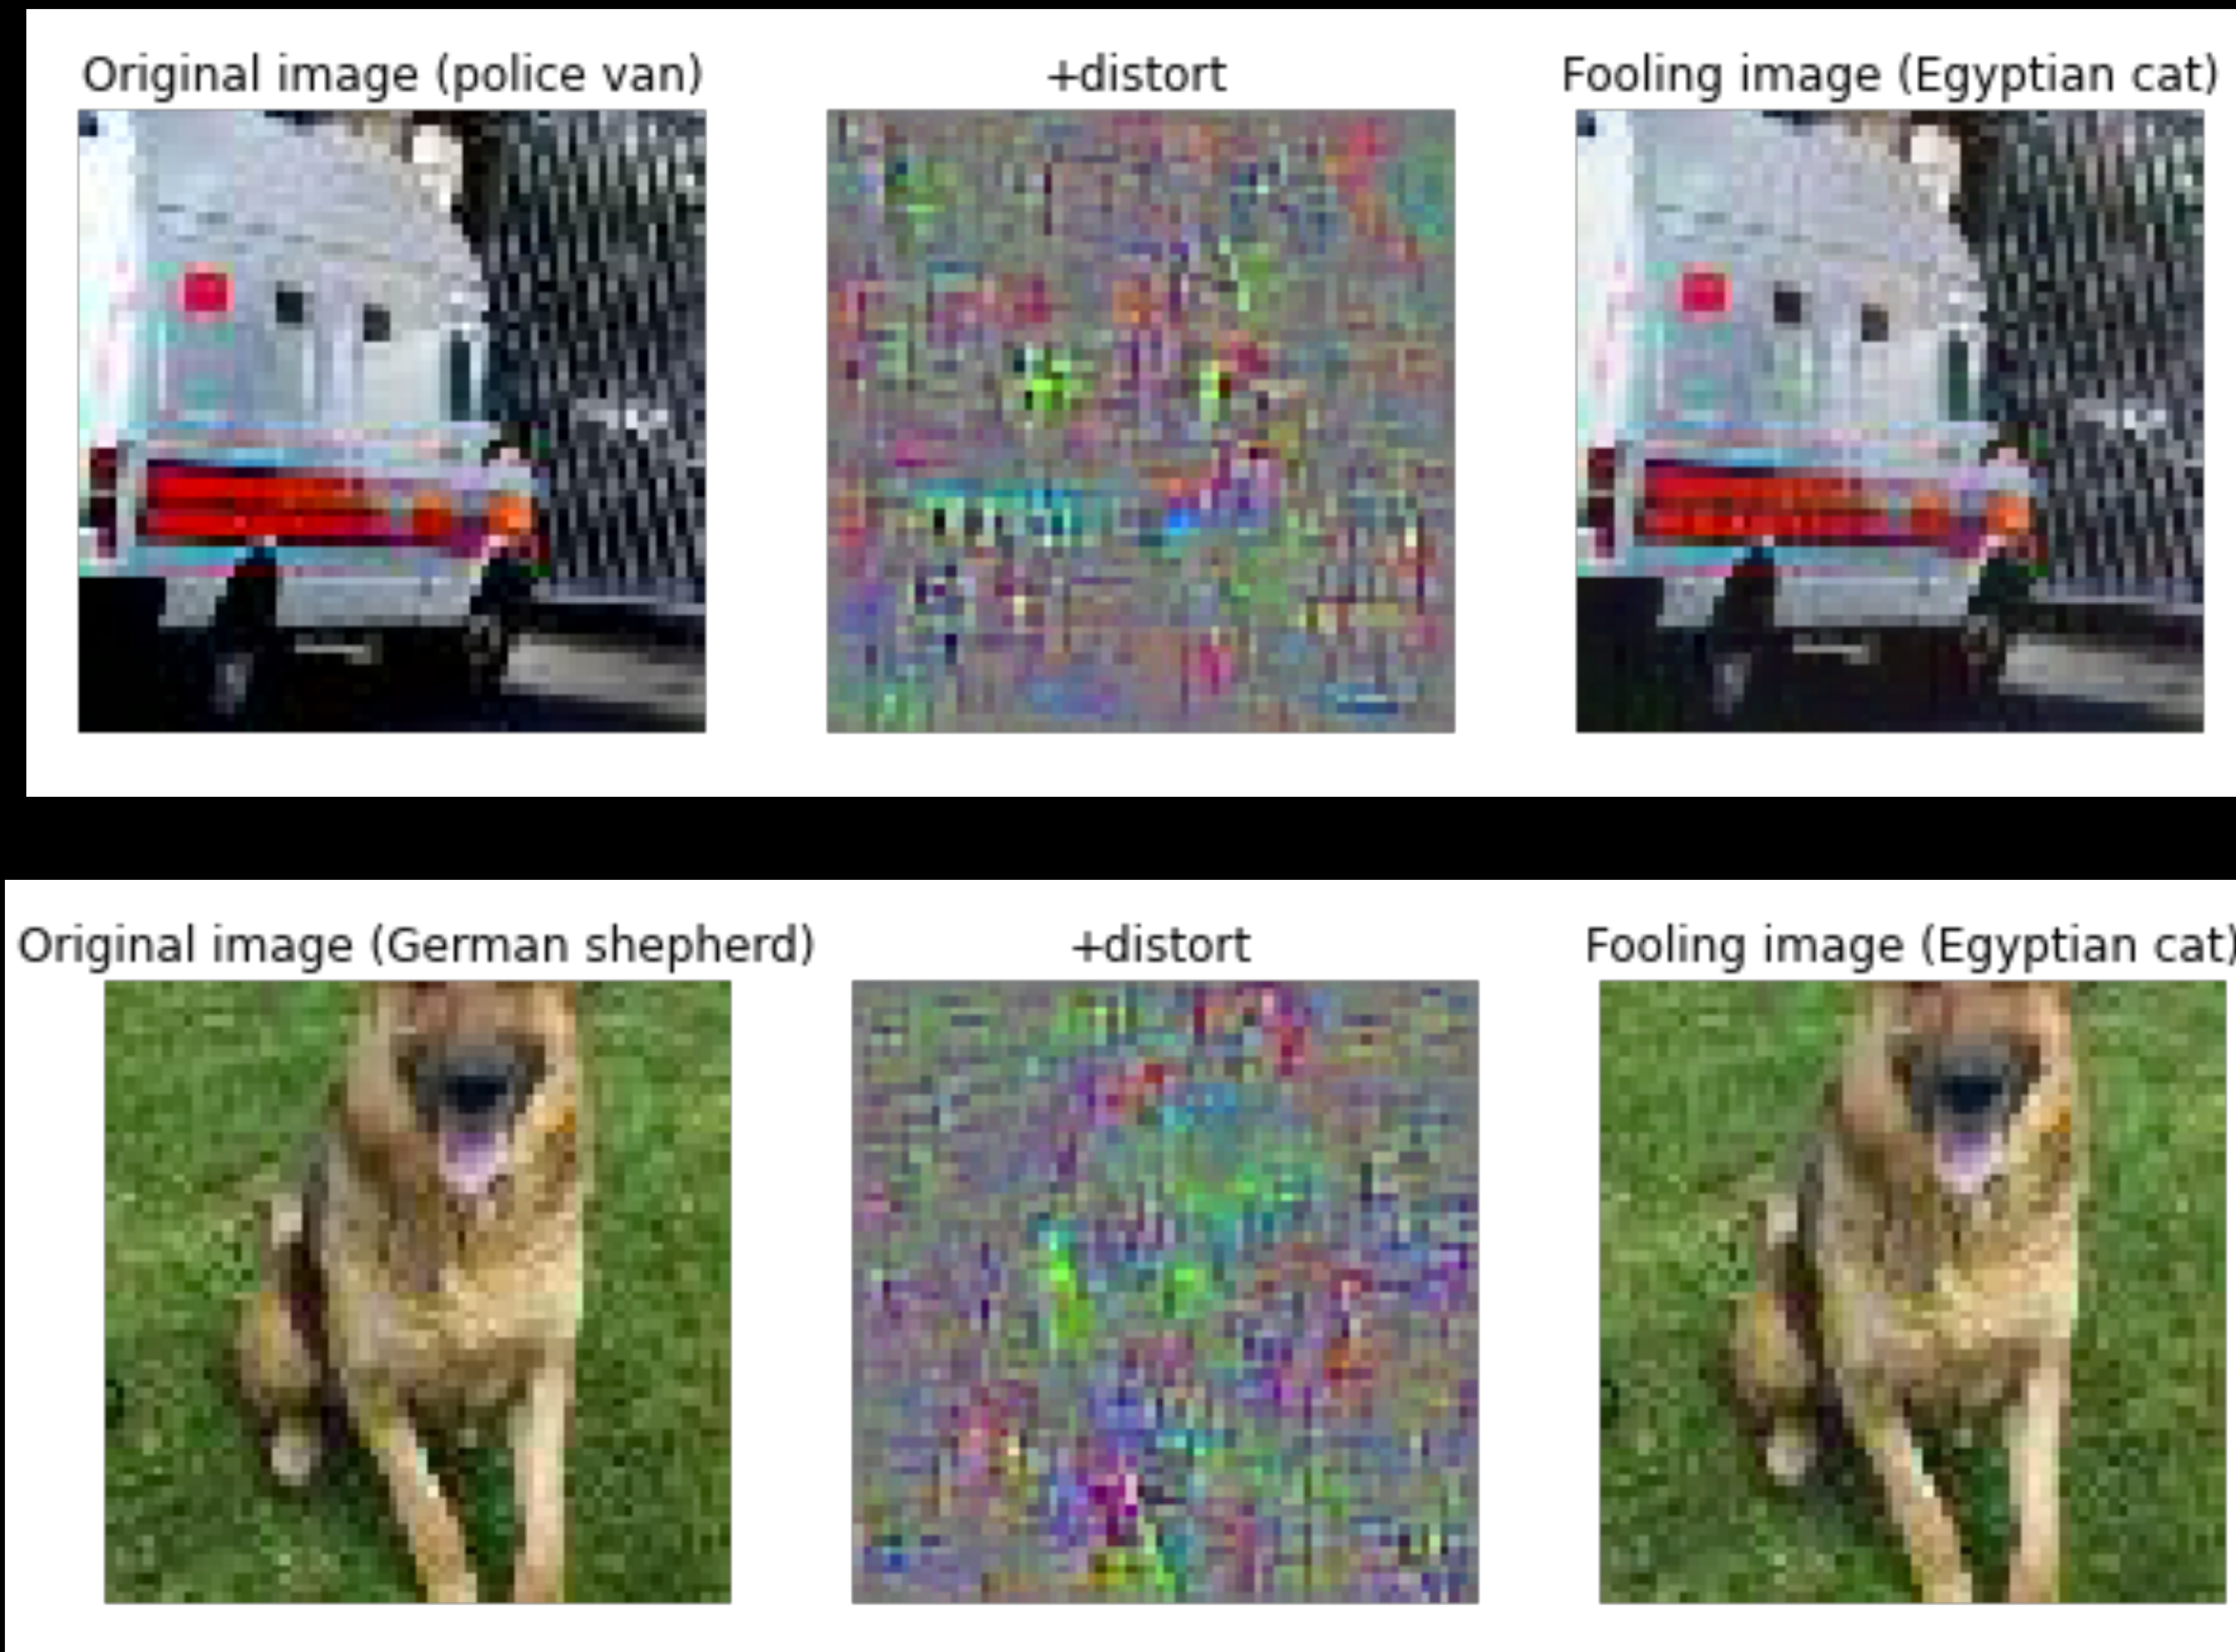 Original image (police van)
+distort
Fooling image (Egyptian cat)
Original image (German shepherd)
+distort
Fooling image (Egyptian cat)